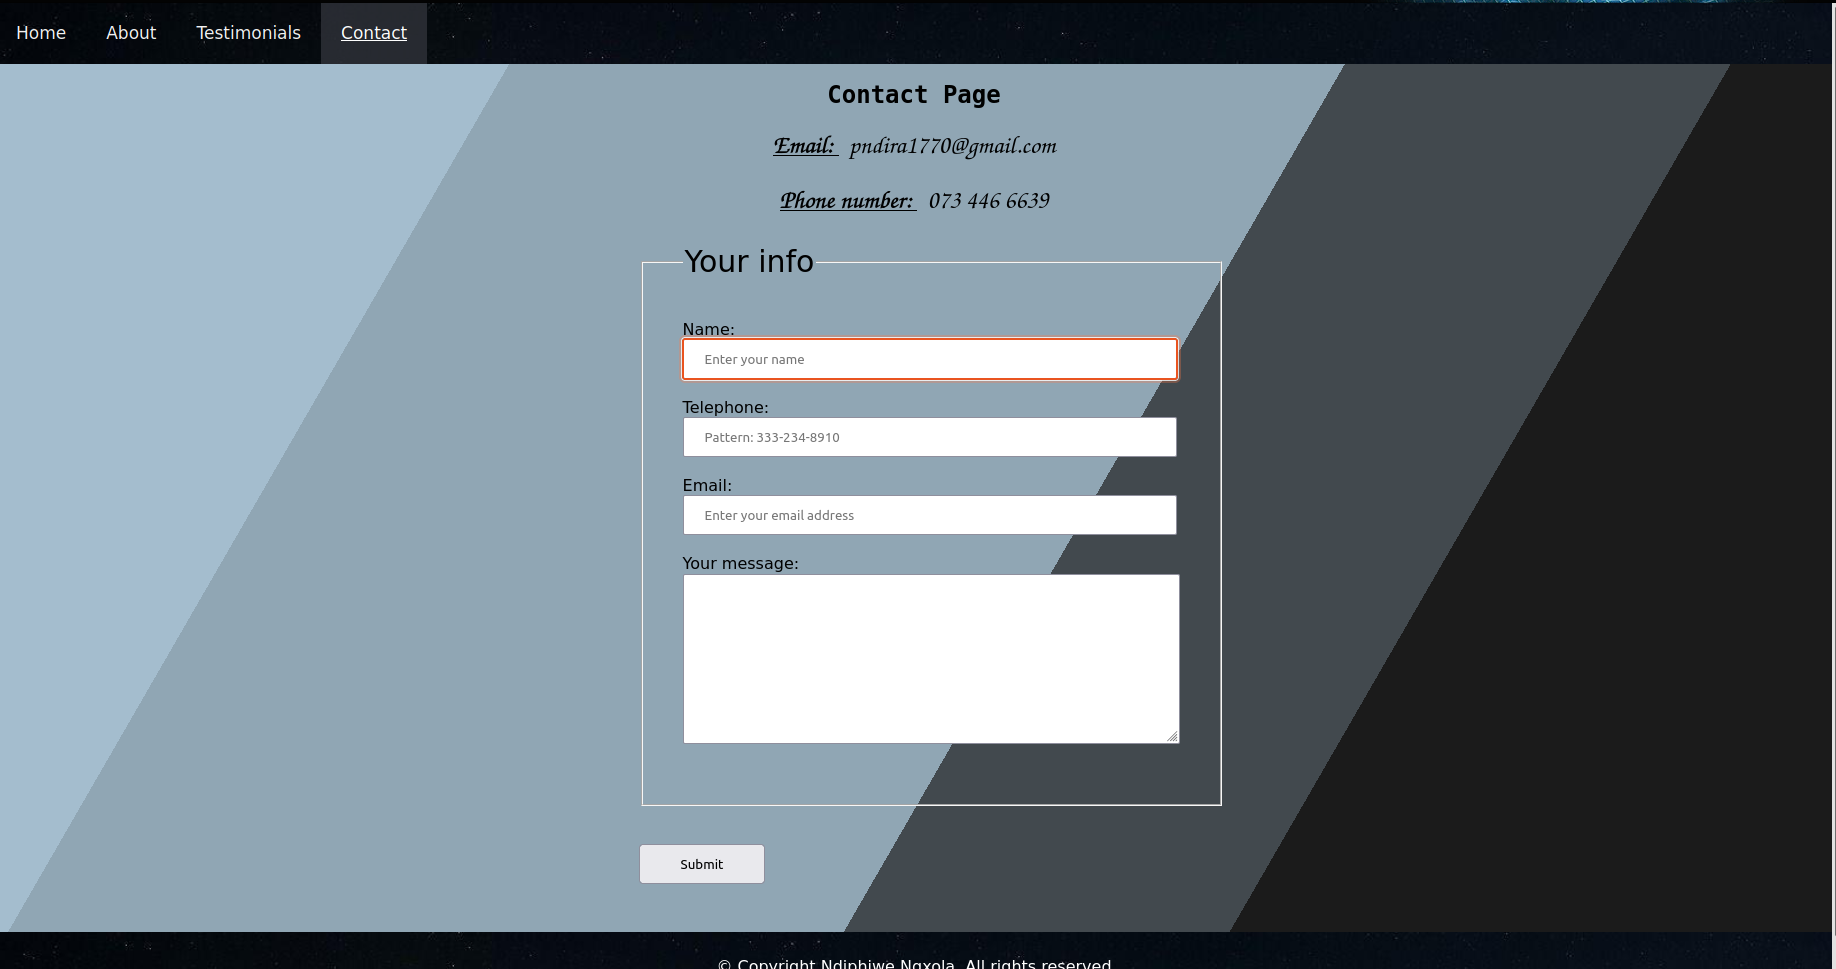 Home About Testimonials Contact
Contact Page
Email: pndira1770@gmail.com
Phone number: 073 446 6639
Your info
Name:
Enter your name
Telephone:
Pattern: 333-234-8910
Email:
Enter your email address
Your message:
Submit
© Copyright Ndiphiwe Ngxola. All rights reserved